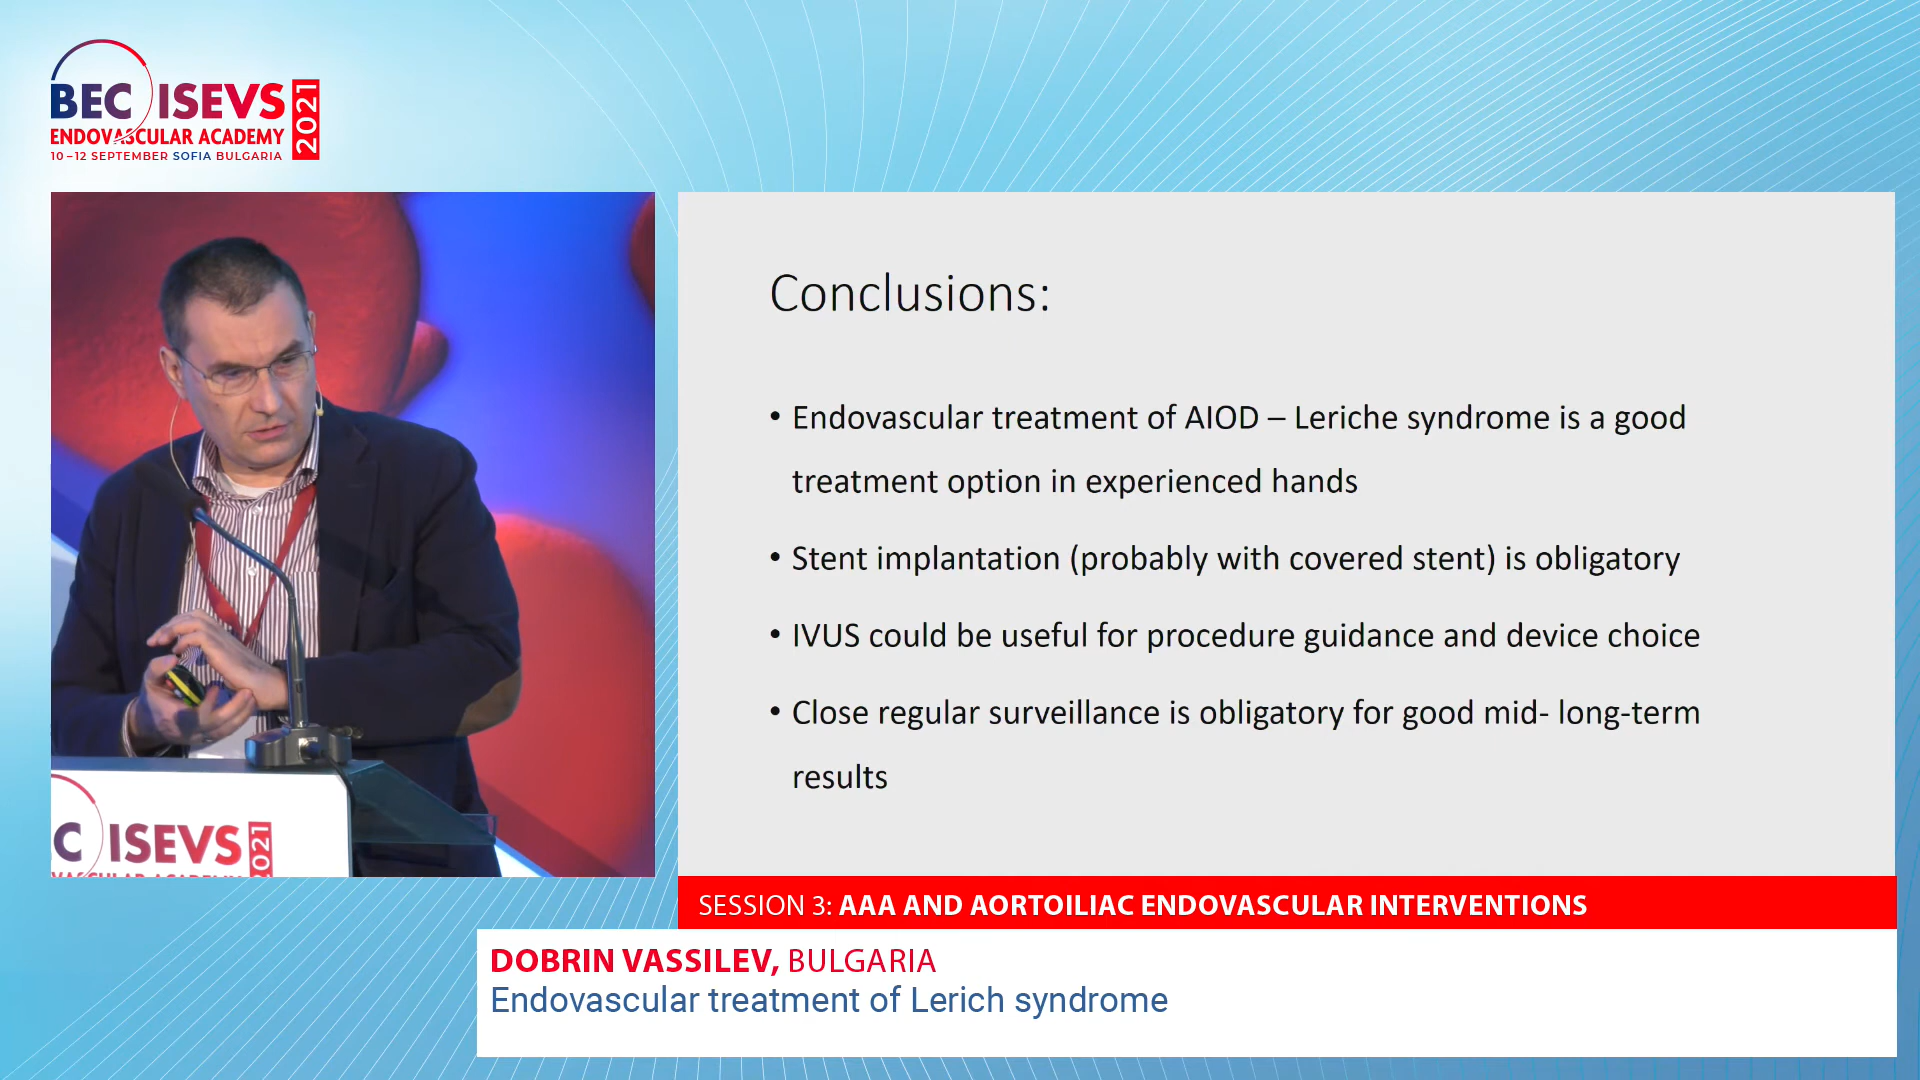 BEC ISEVS 2021
ENDOVASCULAR ACADEMY
10–12 SEPTEMBER SOFIA BULGARIA
Conclusions:
• Endovascular treatment of AIOD – Leriche syndrome is a good
treatment option in experienced hands
• Stent implantation (probably with covered stent) is obligatory
• IVUS could be useful for procedure guidance and device choice
• Close regular surveillance is obligatory for good mid- long-term
results
C ISEVS 2021
SESSION 3: AAA AND AORTOILIAC ENDOVASCULAR INTERVENTIONS
DOBRIN VASSILEV, BULGARIA
Endovascular treatment of Lerich syndrome